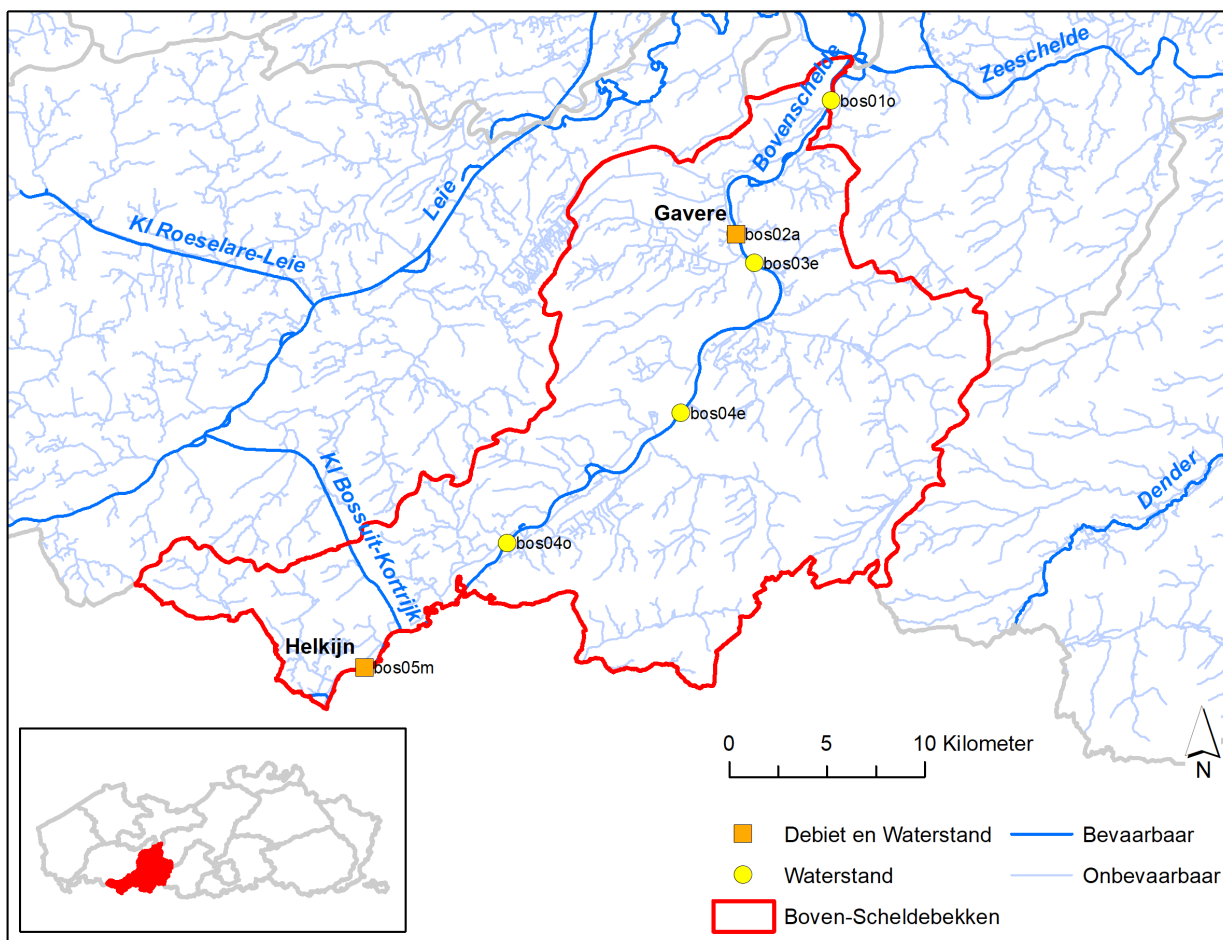 Zeeschelde
Bovenschelde
bos01o
Leie
Gavere
bos02a
Kl Roeselare-Leie
bos03e
bos04e
Kl Bossuit-Kortrijk
Dender
bos04o
Helkijn
bos05m
0 5 10 Kilometer
N
Debiet en Waterstand
Bevaarbaar
Waterstand
Onbevaarbaar
Boven-Scheldebekken